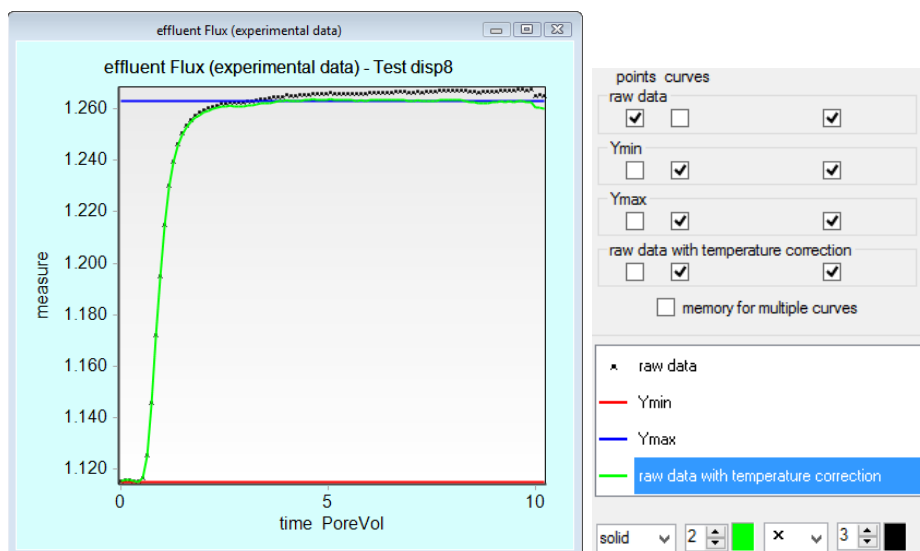 effluent Flux (experimental data)
effluent Flux (experimental data) - Test disp8
1.260
1.240
1.220
1.200
1.180
1.160
1.140
1.120
measure
0 5 10
time PoreVol
points curves
raw data
Ymin
Ymax
raw data with temperature correction
memory for multiple curves
raw data
Ymin
Ymax
raw data with temperature correction
solid 2 × 3